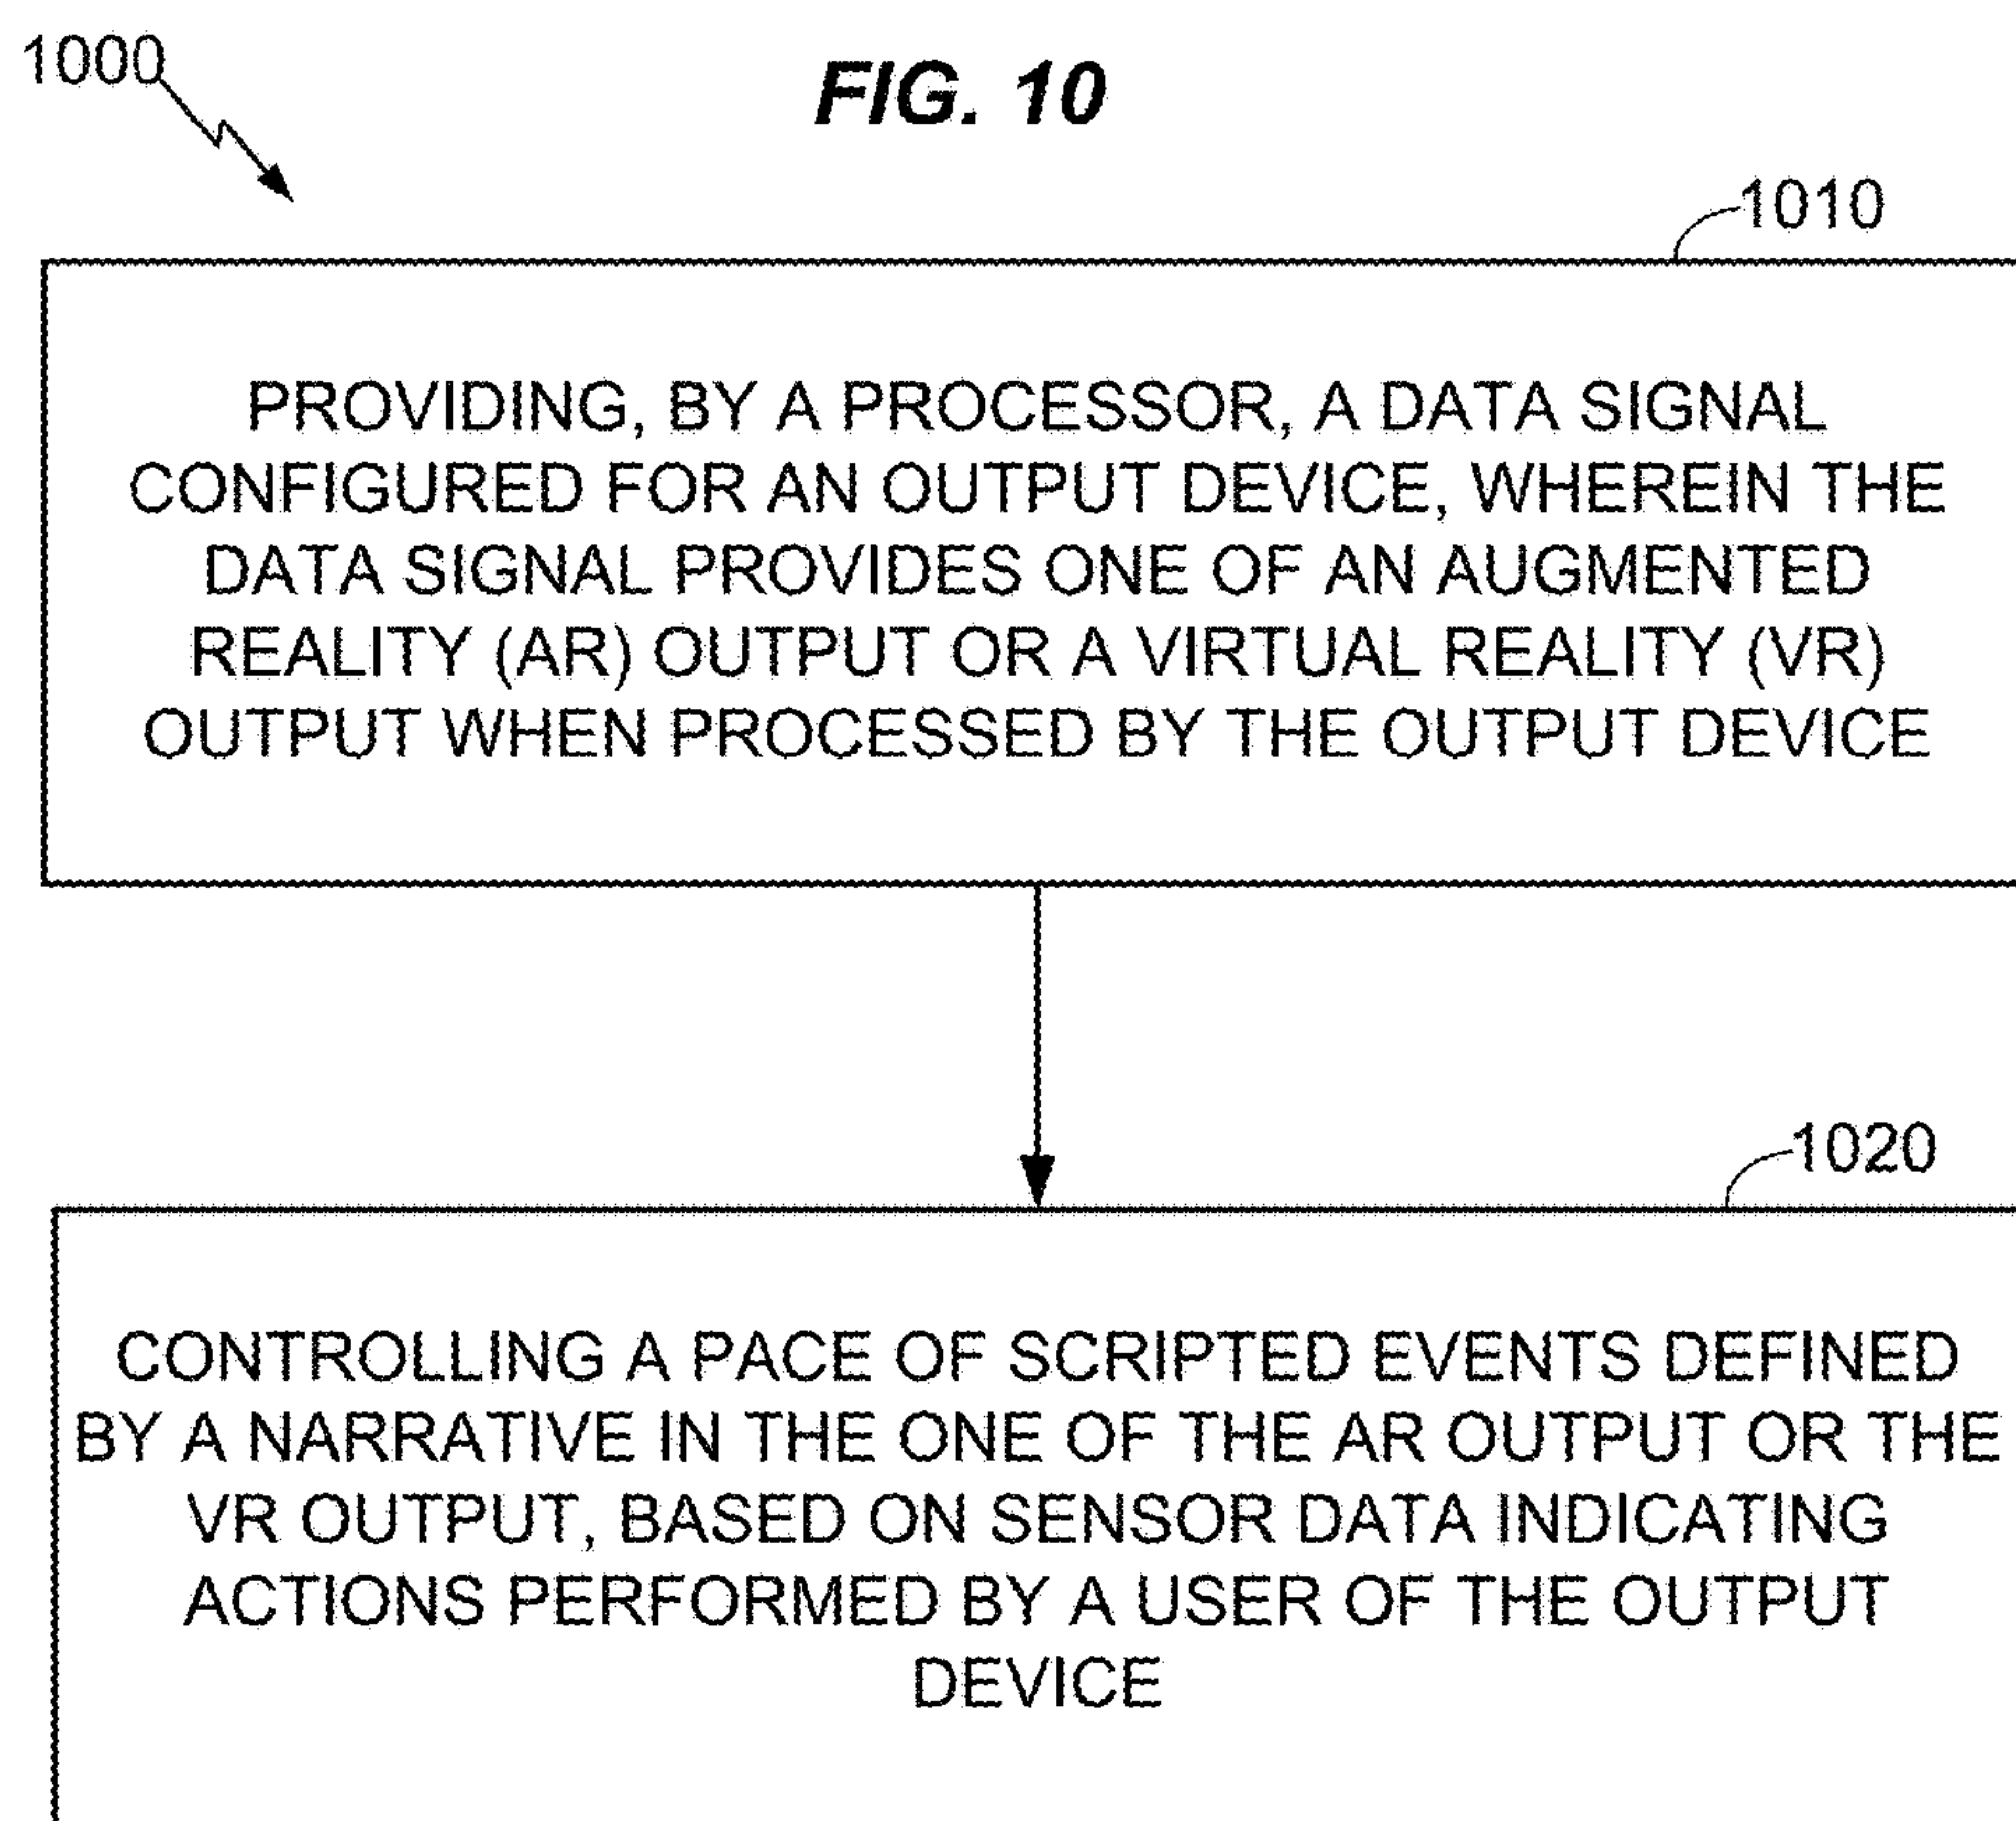 1000
FIG. 10
1010
PROVIDING, BY A PROCESSOR, A DATA SIGNAL
CONFIGURED FOR AN OUTPUT DEVICE, WHEREIN THE
DATA SIGNAL PROVIDES ONE OF AN AUGMENTED
REALITY (AR) OUTPUT OR A VIRTUAL REALITY (VR)
OUTPUT WHEN PROCESSED BY THE OUTPUT DEVICE
1020
CONTROLLING A PACE OF SCRIPTED EVENTS DEFINED
BY A NARRATIVE IN THE ONE OF THE AR OUTPUT OR THE
VR OUTPUT, BASED ON SENSOR DATA INDICATING
ACTIONS PERFORMED BY A USER OF THE OUTPUT
DEVICE